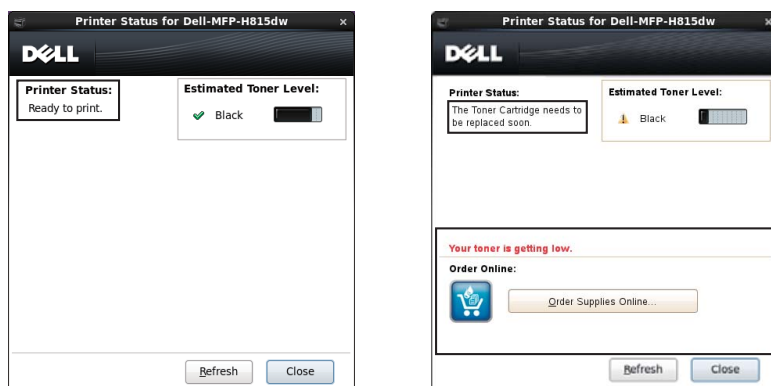 Printer Status for Dell-MFP-H815dw
x
DELL
Printer Status:
Ready to print.
Estimated Toner Level:
Black
Refresh
Close
Printer Status for Dell-MFP-H815dw
x
DELL
Printer Status:
The Toner Cartridge needs to
be replaced soon.
Estimated Toner Level:
Black
Your toner is getting low.
Order Online:
Order Supplies Online...
Refresh
Close